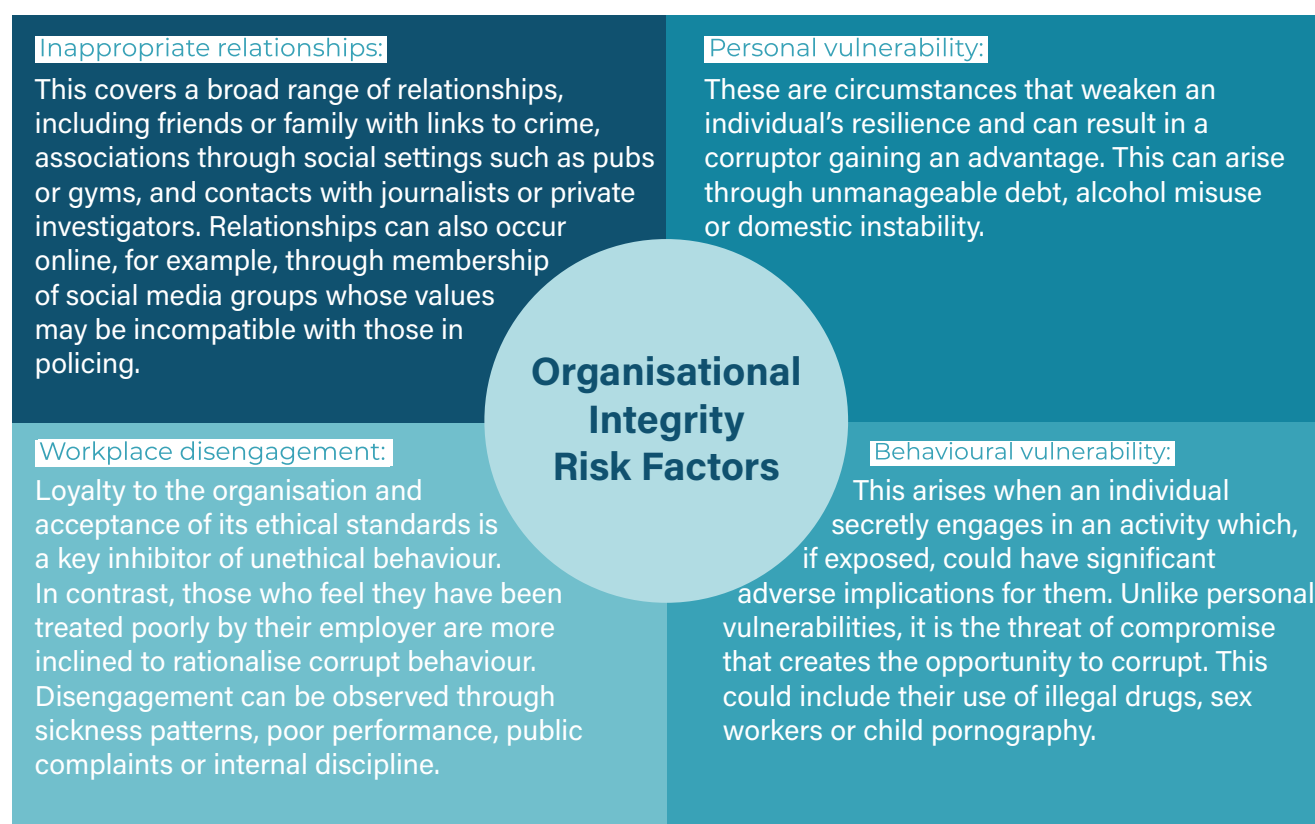 Inappropriate relationships:
This covers a broad range of relationships,
including friends or family with links to crime,
associations through social settings such as pubs
or gyms, and contacts with journalists or private
investigators. Relationships can also occur
online, for example, through membership
of social media groups whose values
may be incompatible with those in
policing.
Personal vulnerability:
These are circumstances that weaken an
individual’s resilience and can result in a
corruptor gaining an advantage. This can arise
through unmanageable debt, alcohol misuse
or domestic instability.
Organisational
Integrity
Risk Factors
Workplace disengagement:
Loyalty to the organisation and
acceptance of its ethical standards is
a key inhibitor of unethical behaviour.
In contrast, those who feel they have been
treated poorly by their employer are more
inclined to rationalise corrupt behaviour.
Disengagement can be observed through
sickness patterns, poor performance, public
complaints or internal discipline.
Behavioural vulnerability:
This arises when an individual
secretly engages in an activity which,
if exposed, could have significant
adverse implications for them. Unlike personal
vulnerabilities, it is the threat of compromise
that creates the opportunity to corrupt. This
could include their use of illegal drugs, sex
workers or child pornography.